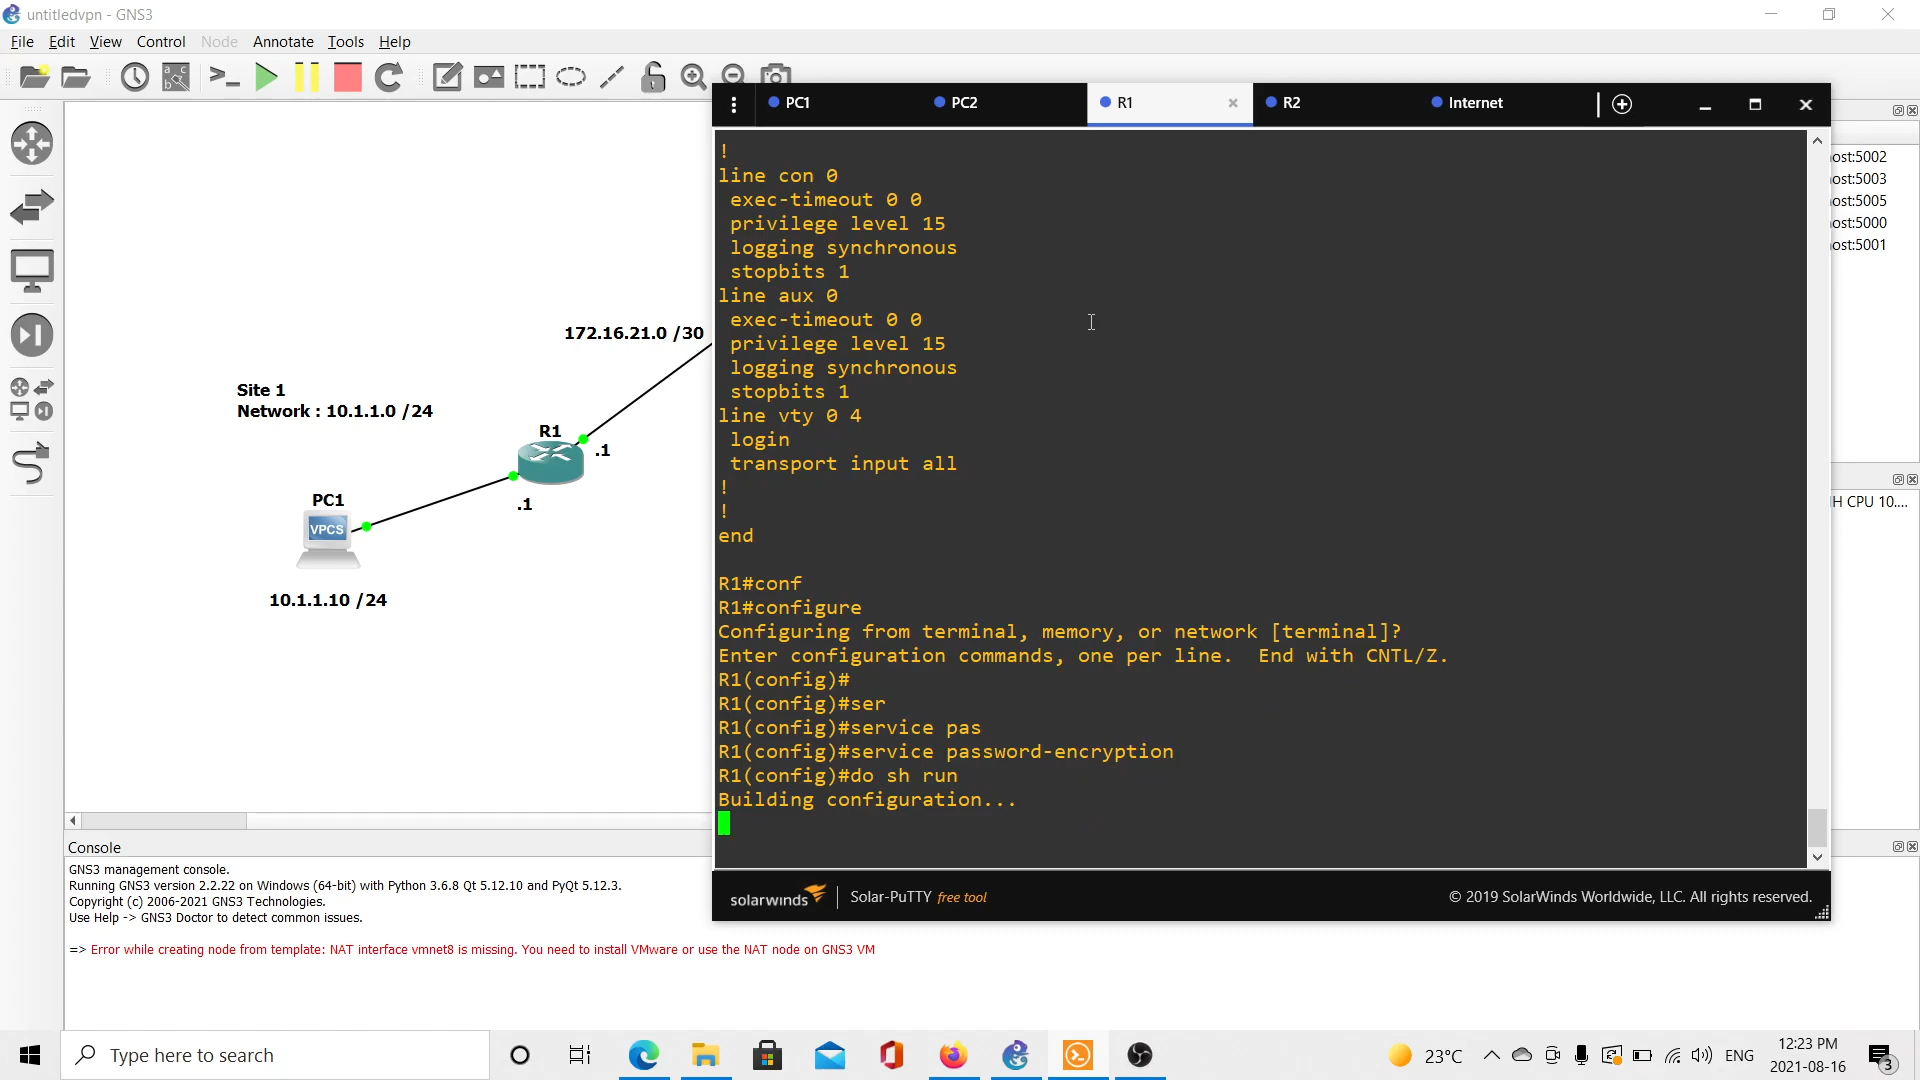 untitledvpn - GNS3
File Edit View Control Node Annotate Tools Help
PC1 PC2 R1 R2 Internet
!
line con 0
exec-timeout 0 0
privilege level 15
logging synchronous
stopbits 1
line aux 0
exec-timeout 0 0
privilege level 15
logging synchronous
stopbits 1
line vty 0 4
login
transport input all
!
!
end
R1#conf
R1#configure
Configuring from terminal, memory, or network [terminal]?
Enter configuration commands, one per line.  End with CNTL/Z.
R1(config)#
R1(config)#ser
R1(config)#service pas
R1(config)#service password-encryption
R1(config)#do sh run
Building configuration...
solarwinds
Solar-PuTTY free tool
© 2019 SolarWinds Worldwide, LLC. All rights reserved.
ost:5002
ost:5003
ost:5005
ost:5000
ost:5001
H CPU 10....
172.16.21.0 /30
Site 1
Network : 10.1.1.0 /24
R1
.1
.1
PC1
VPCS
10.1.1.10 /24
Console
GNS3 management console.
Running GNS3 version 2.2.22 on Windows (64-bit) with Python 3.6.8 Qt 5.12.10 and PyQt 5.12.3.
Copyright (c) 2006-2021 GNS3 Technologies.
Use Help -> GNS3 Doctor to detect common issues.
=> Error while creating node from template: NAT interface vmnet8 is missing. You need to install VMware or use the NAT node on GNS3 VM
Type here to search
23°C
ENG
12:23 PM
2021-08-16
3